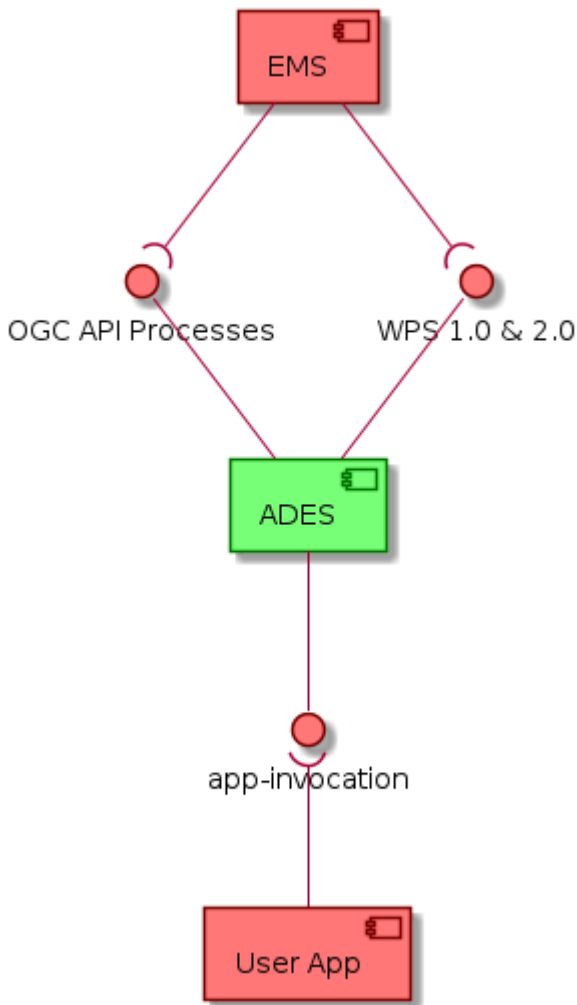 EMS
OGC API Processes
WPS 1.0 & 2.0
ADES
app-invocation
User App